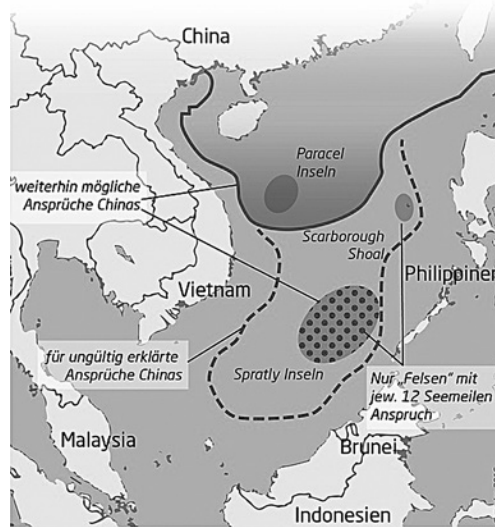 China
Paracel
Inseln
weiterhin mögliche
Ansprüche Chinas
Scarborough
Shoal
Philippinen
Vietnam
für ungültig erklärte
Ansprüche Chinas
Spratly Inseln
Nur „Felsen“ mit
jew. 12 Seemeilen
Anspruch
Malaysia
Brunei
Indonesien